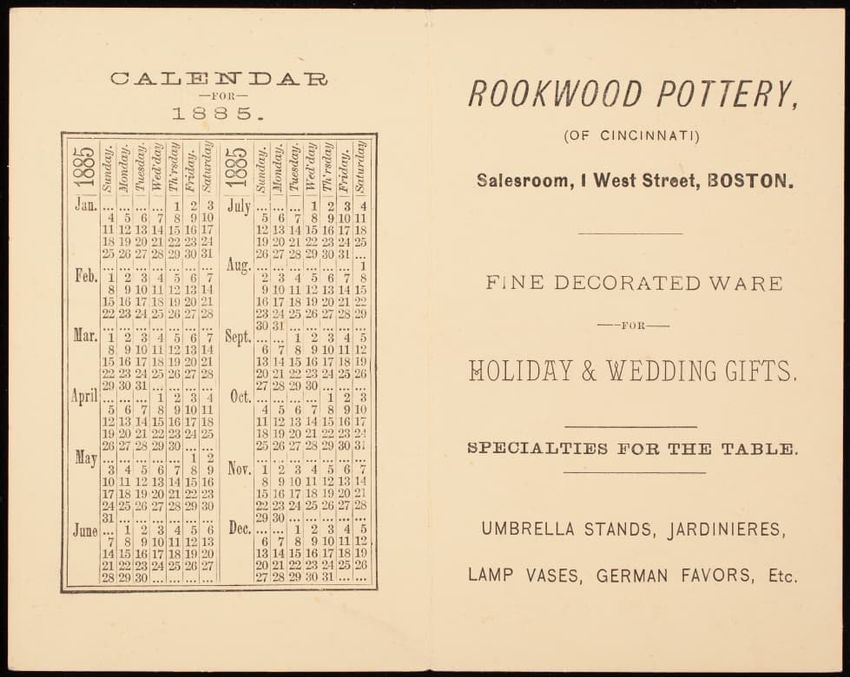 CALENDAR
—FOR—
1885.
1885 Sunday. Monday. Tuesday. Wed'day Th'rsday Friday. Saturday 1885 Sunday. Monday. Tuesday. Wed'day Th'rsday Friday. Saturday
Jan. ... ... ... ... 1 2 3 July ... ... ... 1 2 3 4
4 5 6 7 8 9 10 5 6 7 8 9 10 11
11 12 13 14 15 16 17 12 13 14 15 16 17 18
18 19 20 21 22 23 24 19 20 21 22 23 24 25
25 26 27 28 29 30 31 26 27 28 29 30 31 ...
... ... ... ... ... ... ... Aug. ... ... ... ... ... ... 1
Feb. 1 2 3 4 5 6 7 2 3 4 5 6 7 8
8 9 10 11 12 13 14 9 10 11 12 13 14 15
15 16 17 18 19 20 21 16 17 18 19 20 21 22
22 23 24 25 26 27 28 23 24 25 26 27 28 29
... ... ... ... ... ... ... 30 31 ... ... ... ... ...
Mar. 1 2 3 4 5 6 7 Sept. ... ... 1 2 3 4 5
8 9 10 11 12 13 14 6 7 8 9 10 11 12
15 16 17 18 19 20 21 13 14 15 16 17 18 19
22 23 24 25 26 27 28 20 21 22 23 24 25 26
29 30 31 ... ... ... ... 27 28 29 30 ... ... ...
April ... ... ... 1 2 3 4 Oct. ... ... ... ... 1 2 3
5 6 7 8 9 10 11 4 5 6 7 8 9 10
12 13 14 15 16 17 18 11 12 13 14 15 16 17
19 20 21 22 23 24 25 18 19 20 21 22 23 24
26 27 28 29 30 ... ... 25 26 27 28 29 30 31
May ... ... ... ... ... 1 2 ... ... ... ... ... ... ...
3 4 5 6 7 8 9 Nov. 1 2 3 4 5 6 7
10 11 12 13 14 15 16 8 9 10 11 12 13 14
17 18 19 20 21 22 23 15 16 17 18 19 20 21
24 25 26 27 28 29 30 22 23 24 25 26 27 28
31 ... ... ... ... ... ... 29 30 ... ... ... ... ...
June ... 1 2 3 4 5 6 Dec. ... ... 1 2 3 4 5
7 8 9 10 11 12 13 6 7 8 9 10 11 12
14 15 16 17 18 19 20 13 14 15 16 17 18 19
21 22 23 24 25 26 27 20 21 22 23 24 25 26
28 29 30 ... ... ... ... 27 28 29 30 31 ... ...
ROOKWOOD POTTERY,
(OF CINCINNATI)
Salesroom, 1 West Street, BOSTON.
FINE DECORATED WARE
—FOR—
HOLIDAY & WEDDING GIFTS.
SPECIALTIES FOR THE TABLE.
UMBRELLA STANDS, JARDINIERES,
LAMP VASES, GERMAN FAVORS, Etc.